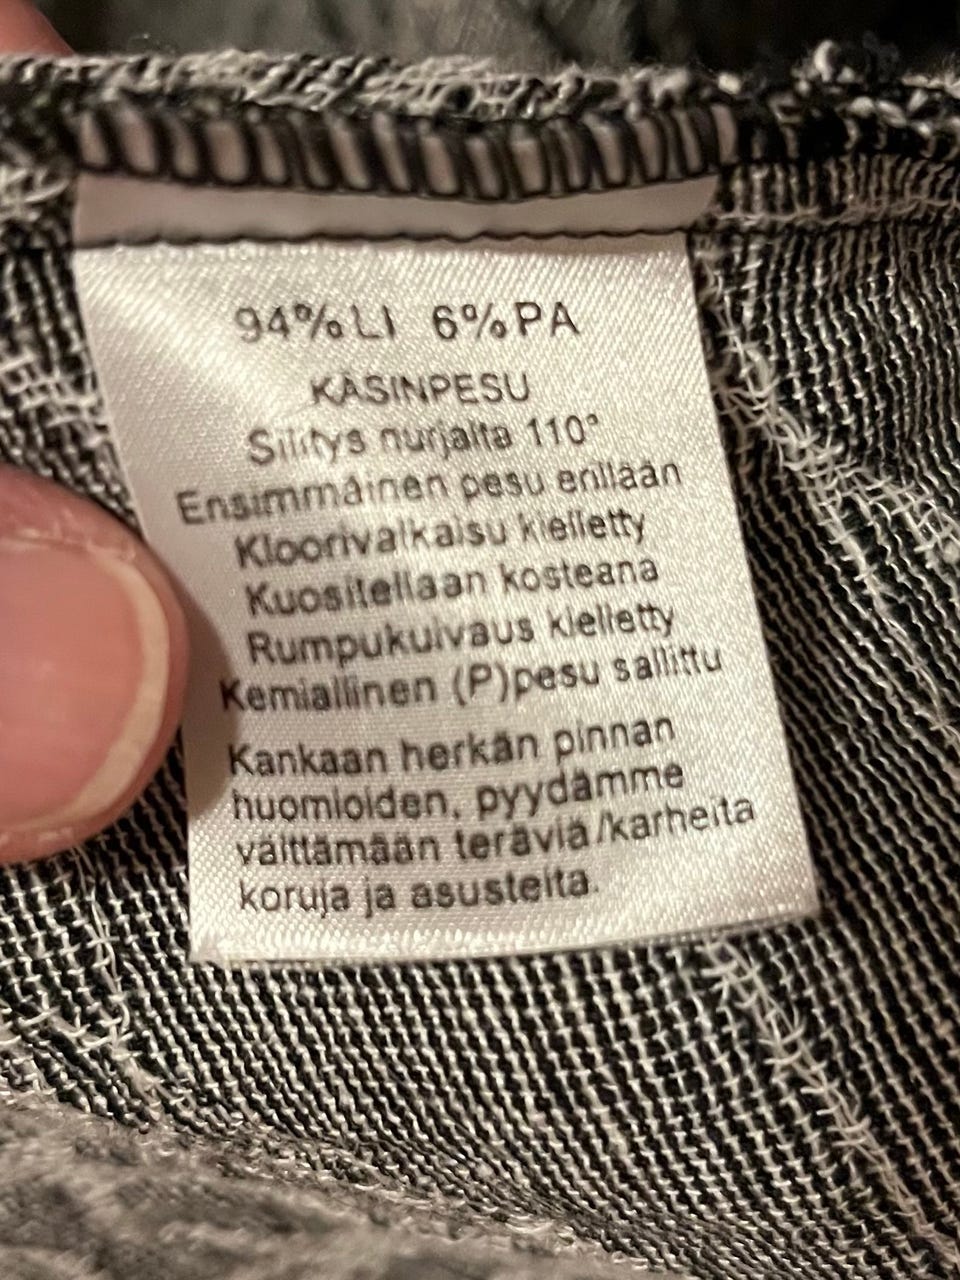 94% LI 6% PA
KÄSINPESU
Silitys nurjalta 110°
Ensimmäinen pesu erillään
Kloorivalkaisu kielletty
Kuositellaan kosteana
Rumpukuivaus kielletty
Kemiallinen (P)pesu sallittu
Kankaan herkän pinnan
huomioiden, pyydämme
välttämään teräviä/karheita
koruja ja asusteita.